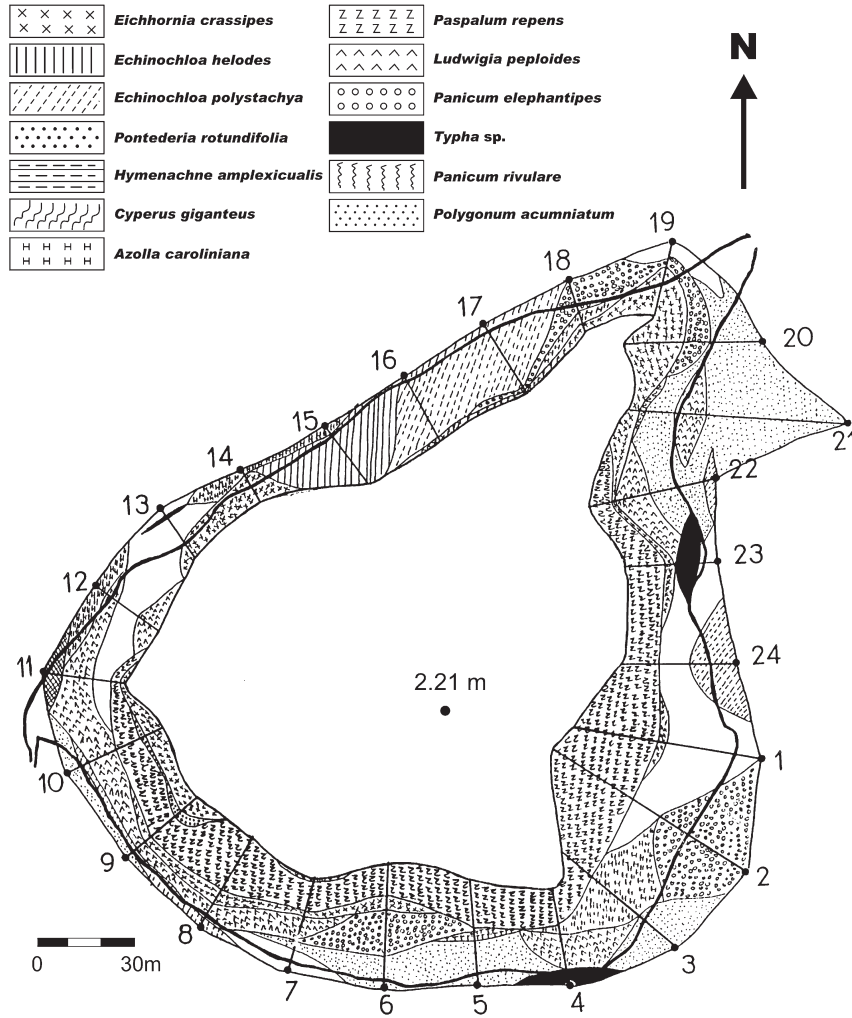 Eichhornia crassipes
Echinochloa helodes
Echinochloa polystachya
Pontederia rotundifolia
Hymenachne amplexicualis
Cyperus giganteus
Azolla caroliniana
Paspalum repens
Ludwigia peploides
Panicum elephantipes
Typha sp.
Panicum rivulare
Polygonum acumniatum
N
19
18
17
20
16
15
21
14
22
13
23
12
24
11
2.21 m
1
10
9
2
8
3
7
6
5
4
0 30m